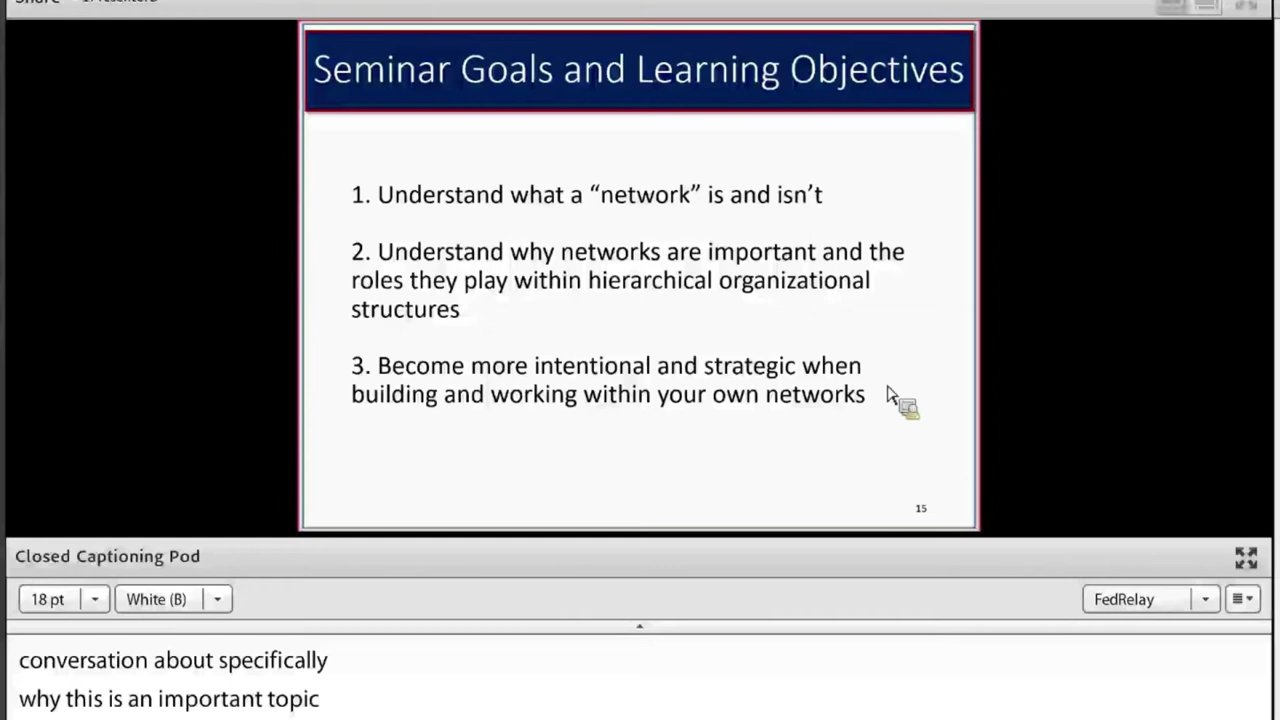 Seminar Goals and Learning Objectives
1. Understand what a “network” is and isn’t
2. Understand why networks are important and the
roles they play within hierarchical organizational
structures
3. Become more intentional and strategic when
building and working within your own networks
15
Closed Captioning Pod
18 pt
White (B)
FedRelay
conversation about specifically
why this is an important topic